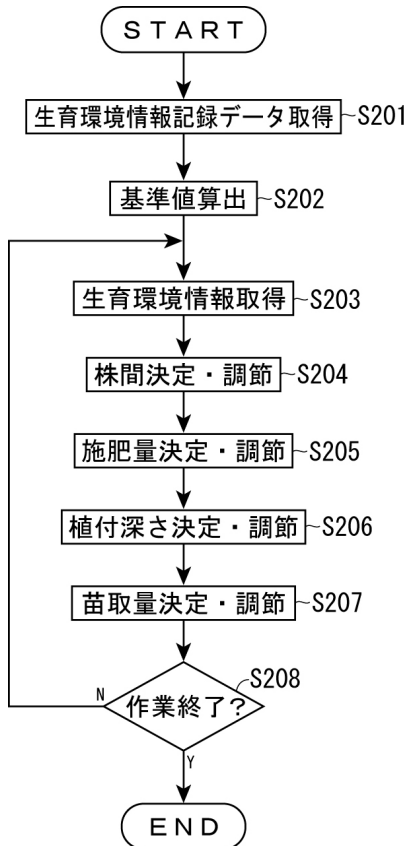 START
生育環境情報記録データ取得 S201
基準値算出 S202
生育環境情報取得 S203
株間決定・調節 S204
施肥量決定・調節 S205
植付深さ決定・調節 S206
苗取量決定・調節 S207
S208
N 作業終了?
Y
END